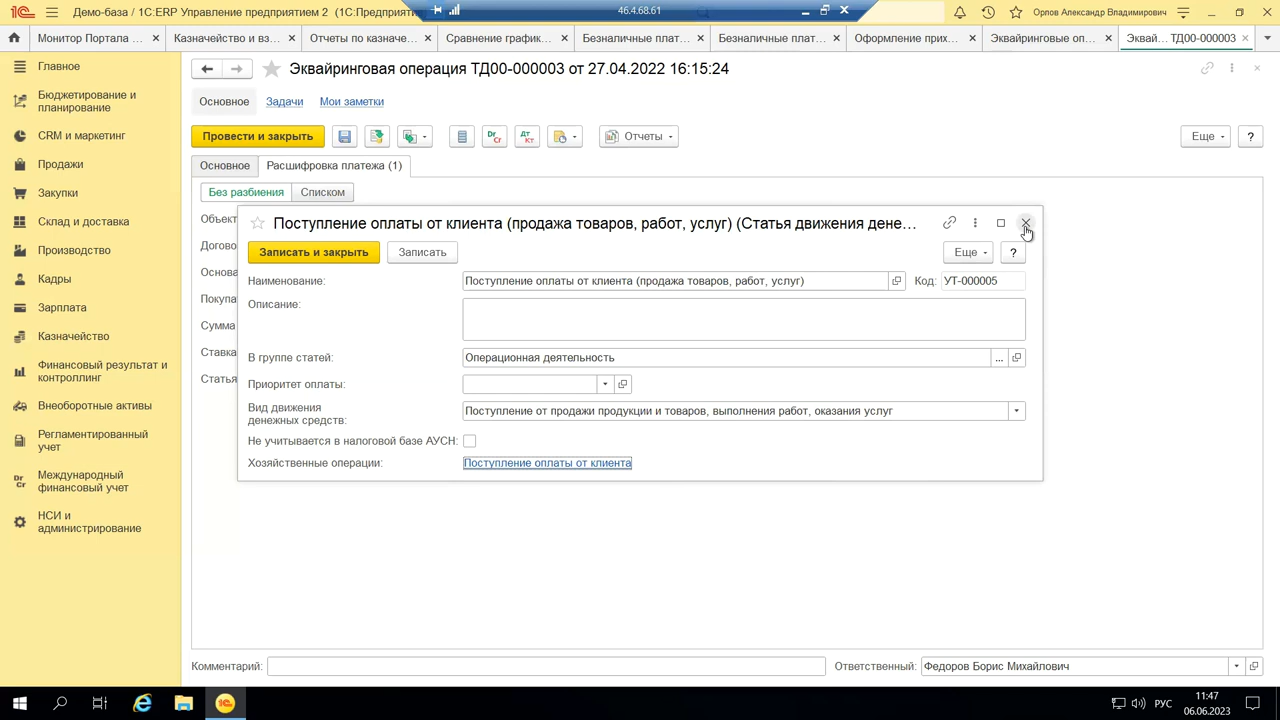 Демо-база / 1С:ERP Управление предприятием 2 (1С:Предприяти
46.4.68.61
Орлов Александр Владимирович
Монитор Портала ...
Казначейство и вз...
Отчеты по казначе...
Сравнение график...
Безналичные плат...
Безналичные плат...
Оформление прих...
Эквайринговые оп...
Эквай... ТД00-000003
Главное
Бюджетирование и
планирование
CRM и маркетинг
Продажи
Закупки
Склад и доставка
Производство
Кадры
Зарплата
Казначейство
Финансовый результат и
контроллинг
Внеоборотные активы
Регламентированный
учет
Международный
финансовый учет
НСИ и
администрирование
Эквайринговая операция ТД00-000003 от 27.04.2022 16:15:24
Основное Задачи Мои заметки
Провести и закрыть
Отчеты
Еще
?
Основное Расшифровка платежа (1)
Без разбиения Списком
Объект
Догово
Основа
Покупа
Сумма
Ставка
Статья
Поступление оплаты от клиента (продажа товаров, работ, услуг) (Статья движения дене...
Записать и закрыть Записать Еще ?
Наименование: Поступление оплаты от клиента (продажа товаров, работ, услуг) Код: УТ-000005
Описание:
В группе статей: Операционная деятельность
Приоритет оплаты:
Вид движения
денежных средств: Поступление от продажи продукции и товаров, выполнения работ, оказания услуг
Не учитывается в налоговой базе АУСН:
Хозяйственные операции: Поступление оплаты от клиента
Комментарий: Ответственный: Федоров Борис Михайлович
РУС
11:47
06.06.2023